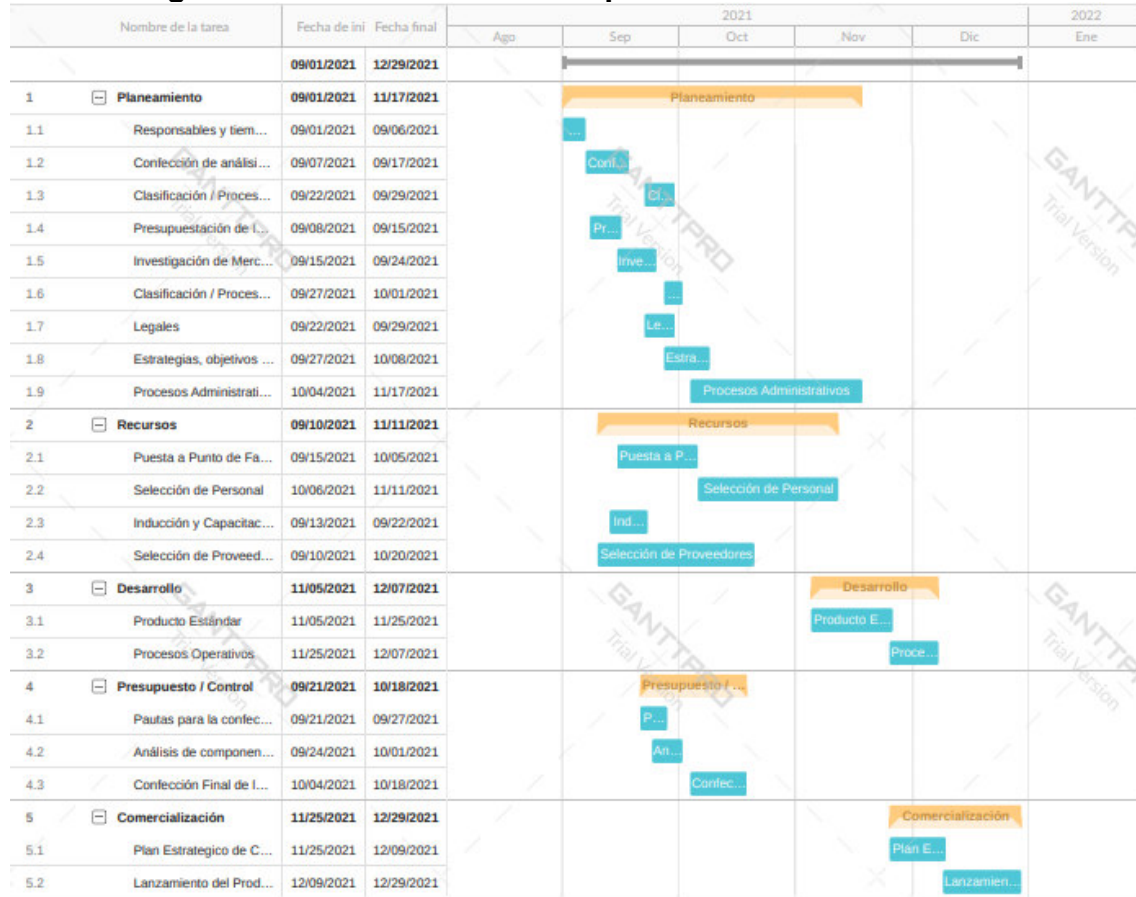 2021 2022
Nombre de la tarea Fecha de ini Fecha final Ago Sep Oct Nov Dic Ene
09/01/2021 12/29/2021
1 Planeamiento 09/01/2021 11/17/2021 Planeamiento
1.1 Responsables y tiem... 09/01/2021 09/06/2021 ...
1.2 Confección de análisi... 09/07/2021 09/17/2021 Conf...
1.3 Clasificación / Proces... 09/22/2021 09/29/2021 Cl...
1.4 Presupuestación de l... 09/08/2021 09/15/2021 Pr...
1.5 Investigación de Merc... 09/15/2021 09/24/2021 Inve...
1.6 Clasificación / Proces... 09/27/2021 10/01/2021 ...
1.7 Legales 09/22/2021 09/29/2021 Le...
1.8 Estrategias, objetivos ... 09/27/2021 10/08/2021 Estra...
1.9 Procesos Administrati... 10/04/2021 11/17/2021 Procesos Administrativos
2 Recursos 09/10/2021 11/11/2021 Recursos
2.1 Puesta a Punto de Fa... 09/15/2021 10/05/2021 Puesta a P...
2.2 Selección de Personal 10/06/2021 11/11/2021 Selección de Personal
2.3 Inducción y Capacitac... 09/13/2021 09/22/2021 Ind...
2.4 Selección de Proveed... 09/10/2021 10/20/2021 Selección de Proveedores
3 Desarrollo 11/05/2021 12/07/2021 Desarrollo
3.1 Producto Estándar 11/05/2021 11/25/2021 Producto E...
3.2 Procesos Operativos 11/25/2021 12/07/2021 Proce...
4 Presupuesto / Control 09/21/2021 10/18/2021 Presupuesto / ...
4.1 Pautas para la confec... 09/21/2021 09/27/2021 P...
4.2 Análisis de componen... 09/24/2021 10/01/2021 An...
4.3 Confección Final de l... 10/04/2021 10/18/2021 Confec...
5 Comercialización 11/25/2021 12/29/2021 Comercialización
5.1 Plan Estrategico de C... 11/25/2021 12/09/2021 Plan E...
5.2 Lanzamiento del Prod... 12/09/2021 12/29/2021 Lanzamien...
GANTTPRO
Trial Version
GANTTPRO
Trial Version
GANTTPRO
Trial Version
GANTTPRO
Trial Version
GANTTPRO
Trial Version
GANTTPRO
Trial Version